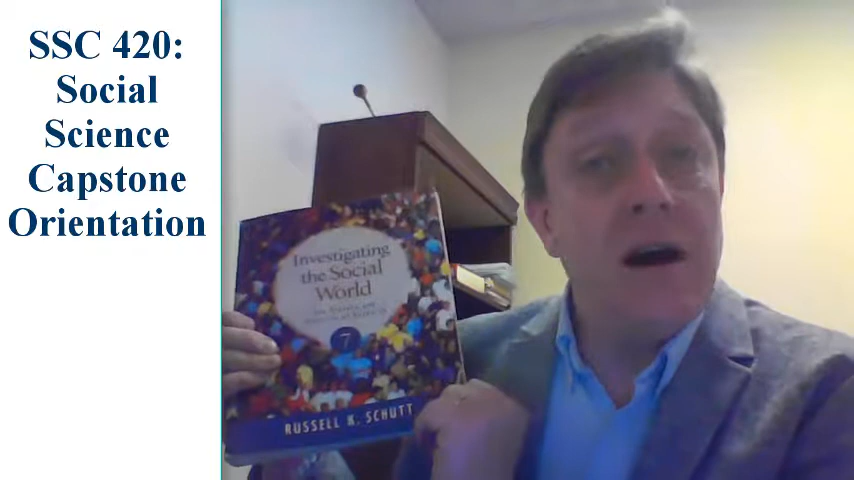 SSC 420:
Social
Science
Capstone
Orientation
Investigating
the Social
World
7
RUSSELL K. SCHUTT